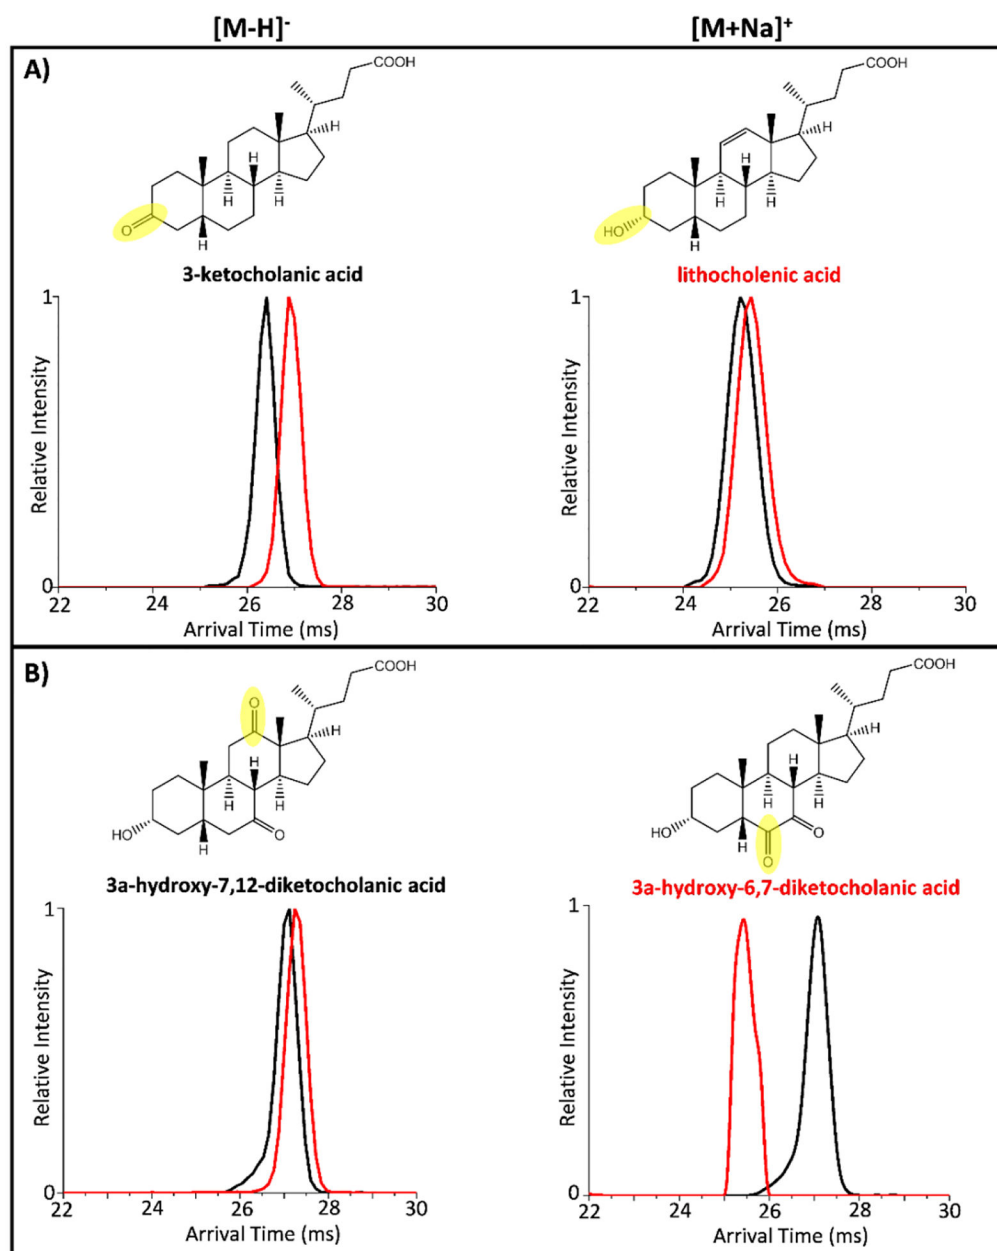 [M-H]- [M+Na]+
A)
COOH COOH
H H
H H
H H H H
O HO
H H
3-ketocholanic acid lithocholenic acid
1 1
Relative Intensity Relative Intensity
0 0
22 24 26 28 30 22 24 26 28 30
Arrival Time (ms) Arrival Time (ms)
B)
COOH COOH
O
H H
H H
H H H H
HO O HO O
H H
O
3a-hydroxy-7,12-diketocholanic acid 3a-hydroxy-6,7-diketocholanic acid
1 1
Relative Intensity Relative Intensity
0 0
22 24 26 28 30 22 24 26 28 30
Arrival Time (ms) Arrival Time (ms)